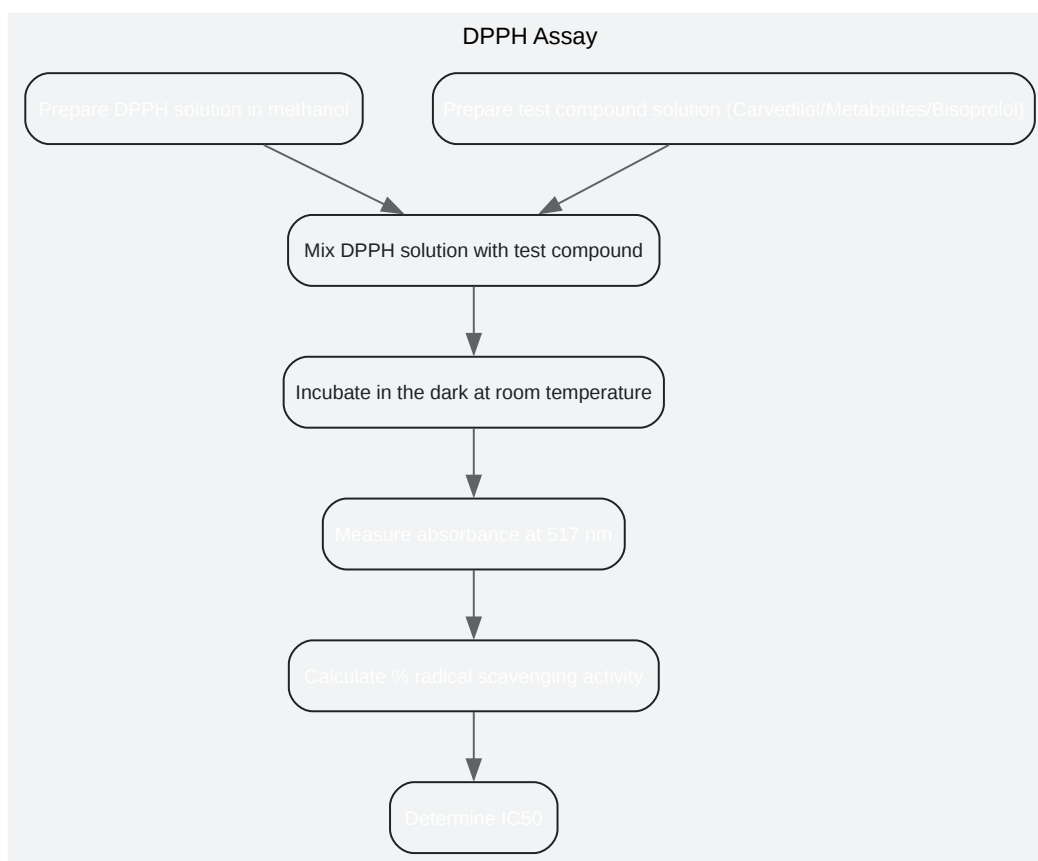 DPPH Assay
Prepare DPPH solution in methanol
Prepare test compound solution (Carvedilol/Metabolites/Bisoprolol)
Mix DPPH solution with test compound
Incubate in the dark at room temperature
Measure absorbance at 517 nm
Calculate % radical scavenging activity
Determine IC50